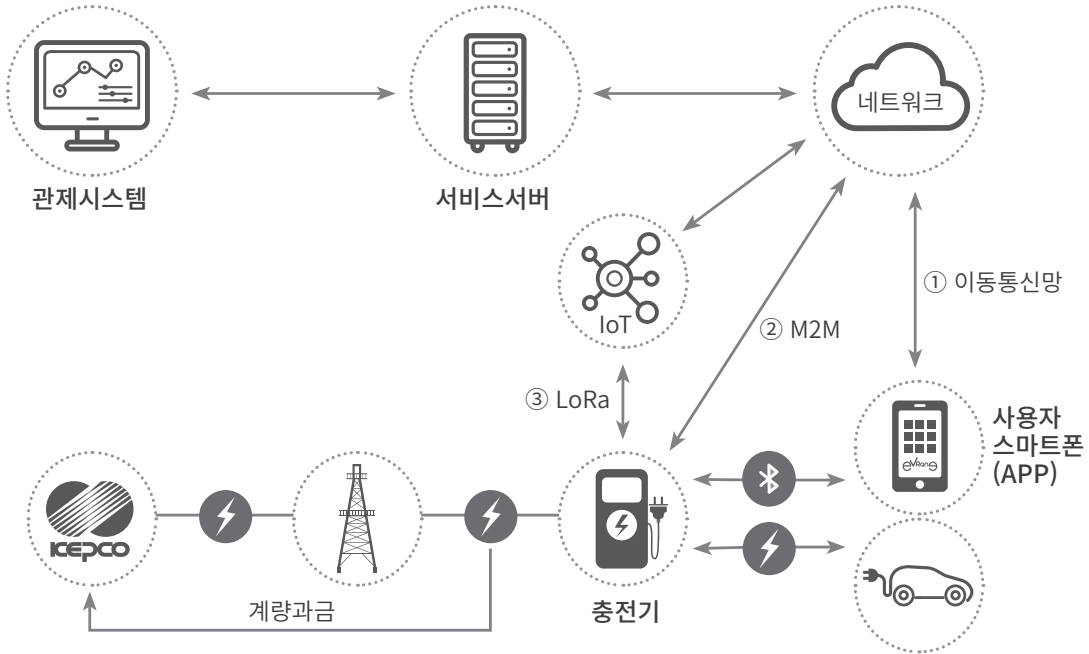 네트워크
관제시스템
서비스서버
IoT
① 이동통신망
② M2M
③ LoRa
사용자
스마트폰
(APP)
eVRang
KEPCO
계량과금
충전기